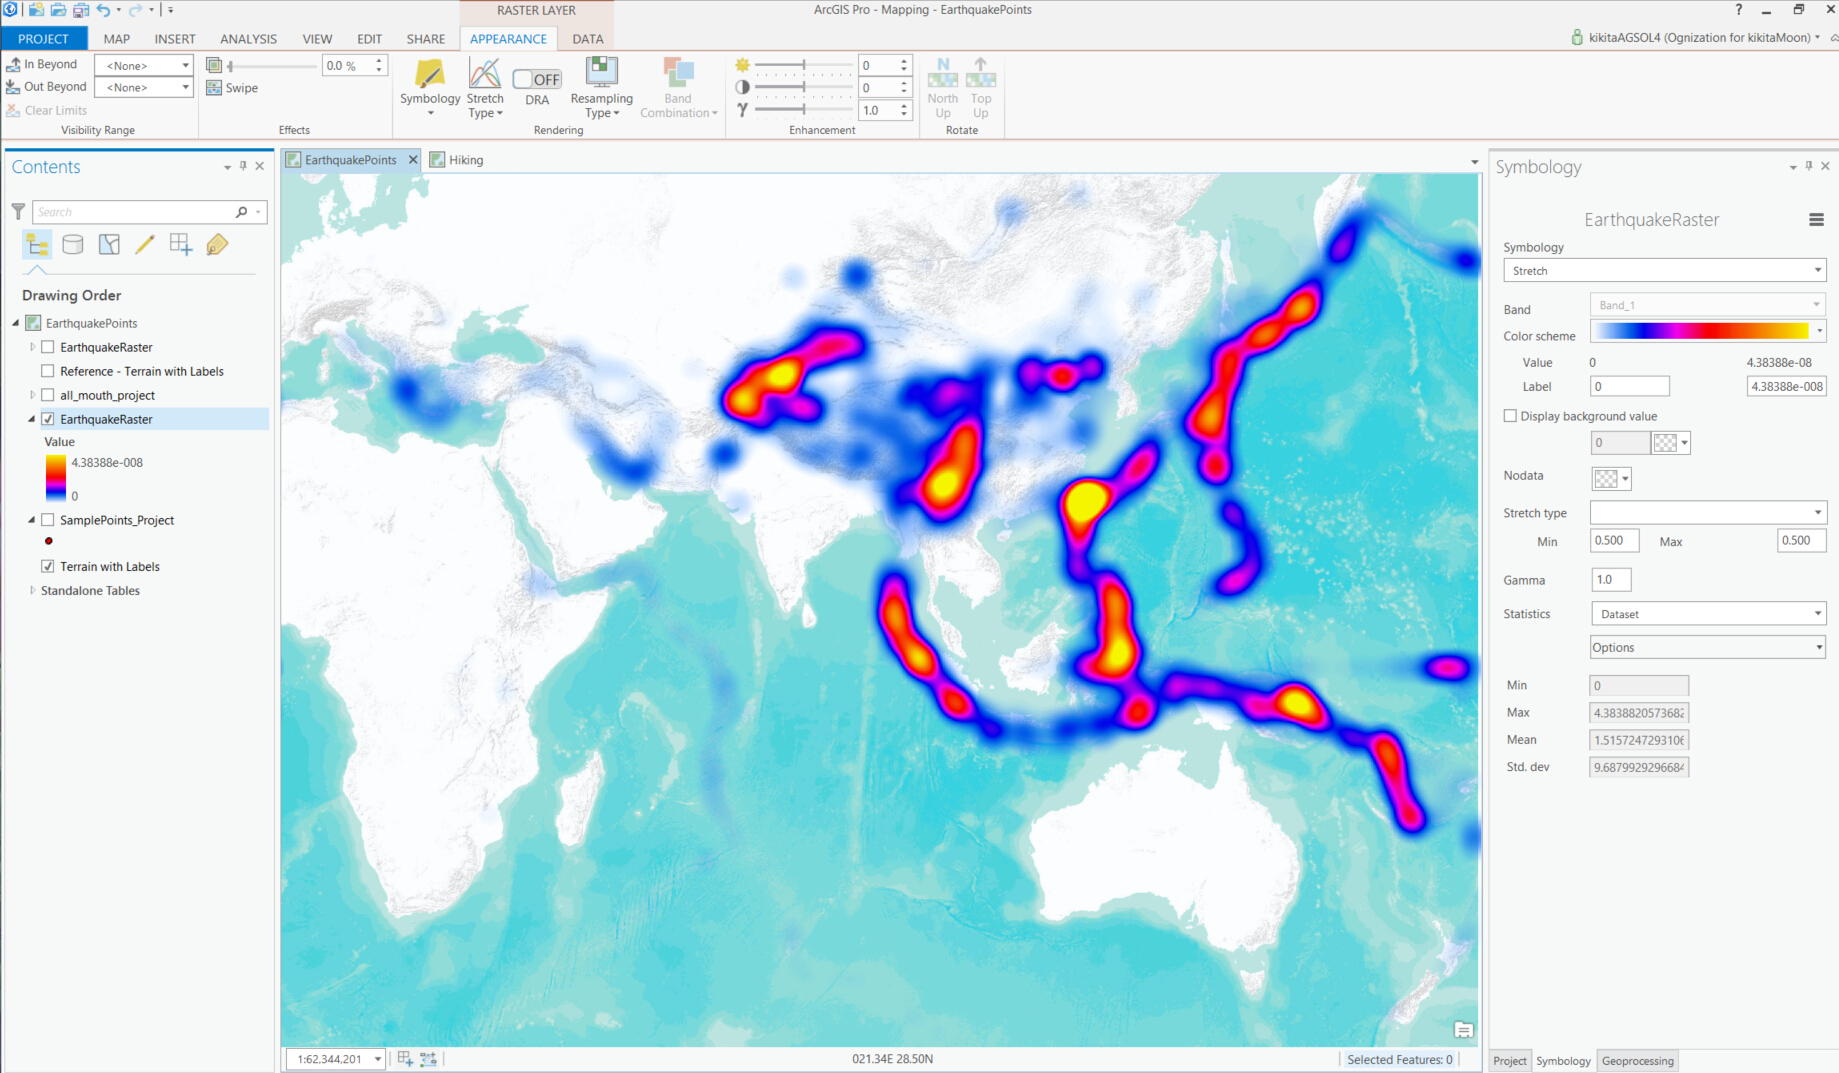 RASTER LAYER
ArcGIS Pro - Mapping - EarthquakePoints
?
PROJECT MAP INSERT ANALYSIS VIEW EDIT SHARE APPEARANCE DATA
kikitaAGSOL4 (Ognization for kikitaMoon)
In Beyond <None>
Out Beyond <None>
Clear Limits
Visibility Range
0.0 %
Swipe
Effects
Symbology
Stretch Type
OFF
DRA
Resampling Type
Band Combination
Rendering
0
0
1.0
Enhancement
N
North Up
Top Up
Rotate
Contents
Search
Drawing Order
EarthquakePoints
EarthquakeRaster
Reference - Terrain with Labels
all_mouth_project
EarthquakeRaster
Value
4.38388e-008
0
SamplePoints_Project
Terrain with Labels
Standalone Tables
EarthquakePoints
Hiking
1:62,344,201
021.34E 28.50N
Selected Features: 0
Symbology
EarthquakeRaster
Symbology
Stretch
Band Band_1
Color scheme
Value 0 4.38388e-08
Label 0 4.38388e-008
Display background value
0
Nodata
Stretch type
Min 0.500 Max 0.500
Gamma 1.0
Statistics Dataset
Options
Min 0
Max 4.3838820573682
Mean 1.5157247293106
Std. dev 9.6879929296684
Project Symbology Geoprocessing